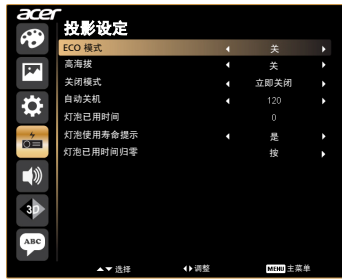 acer
投影设定
ECO 模式 关
高海拔 关
关闭模式 立即关闭
自动关机 120
灯泡已用时间 0
灯泡使用寿命提示 是
灯泡已用时间归零 按
3D
ABC
选择 调整 MENU 主菜单